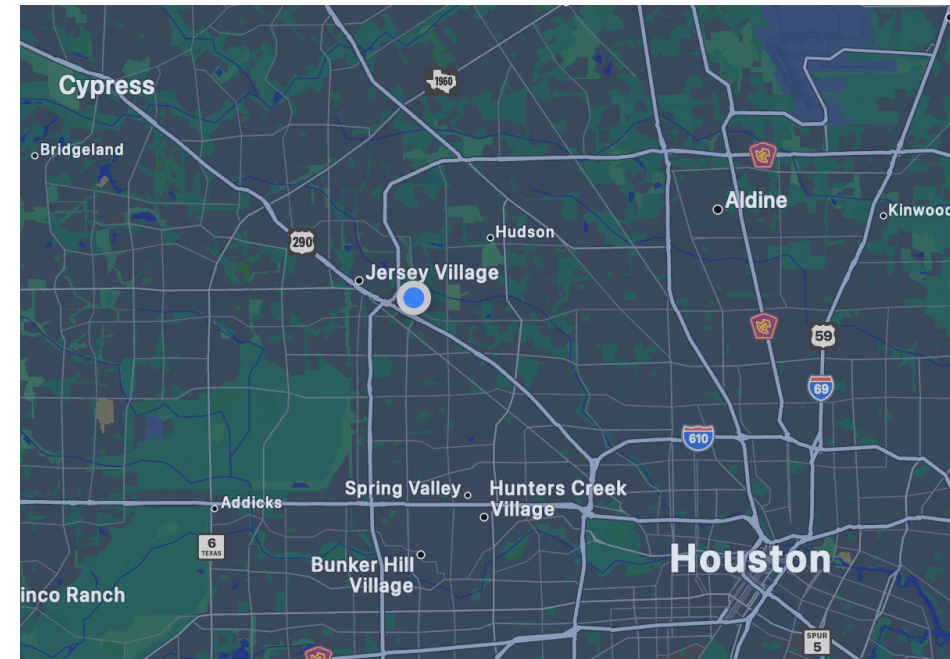 1960
Cypress
Bridgeland
Aldine
Kinwood
Hudson
290
Jersey Village
59
69
610
Spring Valley
Hunters Creek
Village
Addicks
6
TEXAS
Bunker Hill
Village
Houston
inco Ranch
SPUR
5